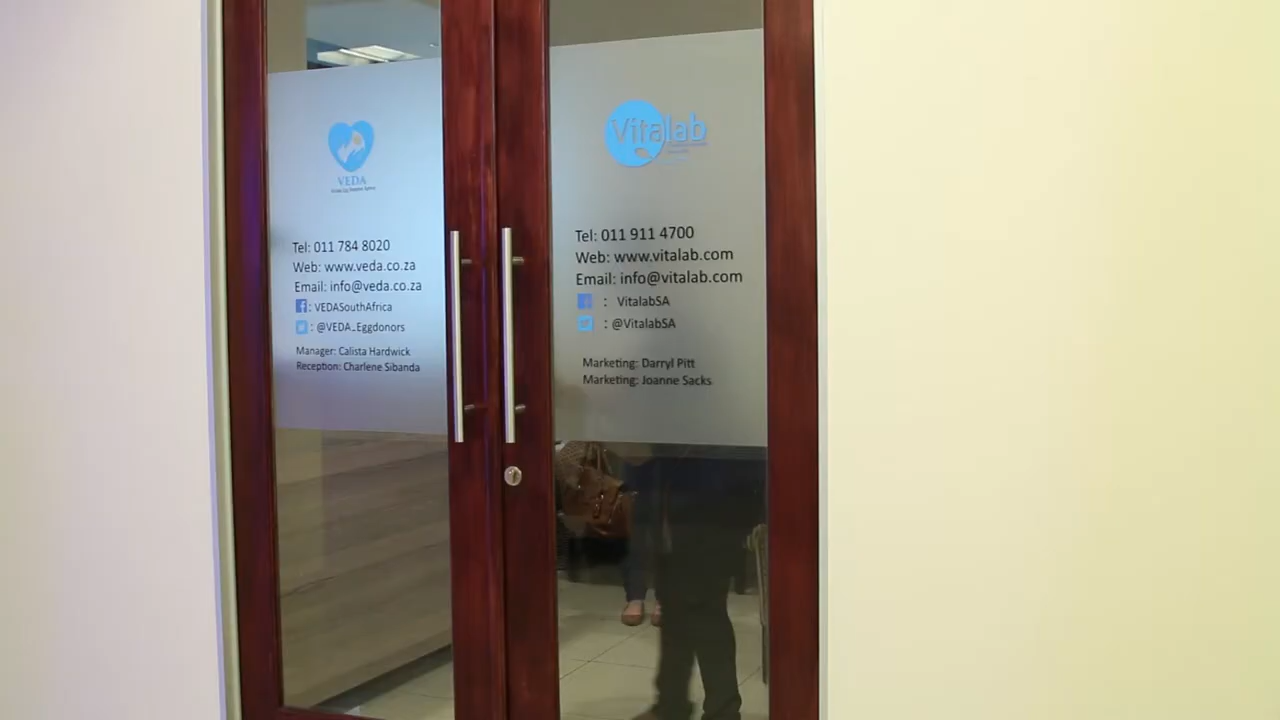 VEDA
Tel: 011 784 8020
Web: www.veda.co.za
Email: info@veda.co.za
: VEDASouthAfrica
: @VEDA_Eggdonors
Manager: Calista Hardwick
Reception: Charlene Sibanda
Vitalab
Tel: 011 911 4700
Web: www.vitalab.com
Email: info@vitalab.com
: VitalabSA
: @VitalabSA
Marketing: Darryl Pitt
Marketing: Joanne Sacks